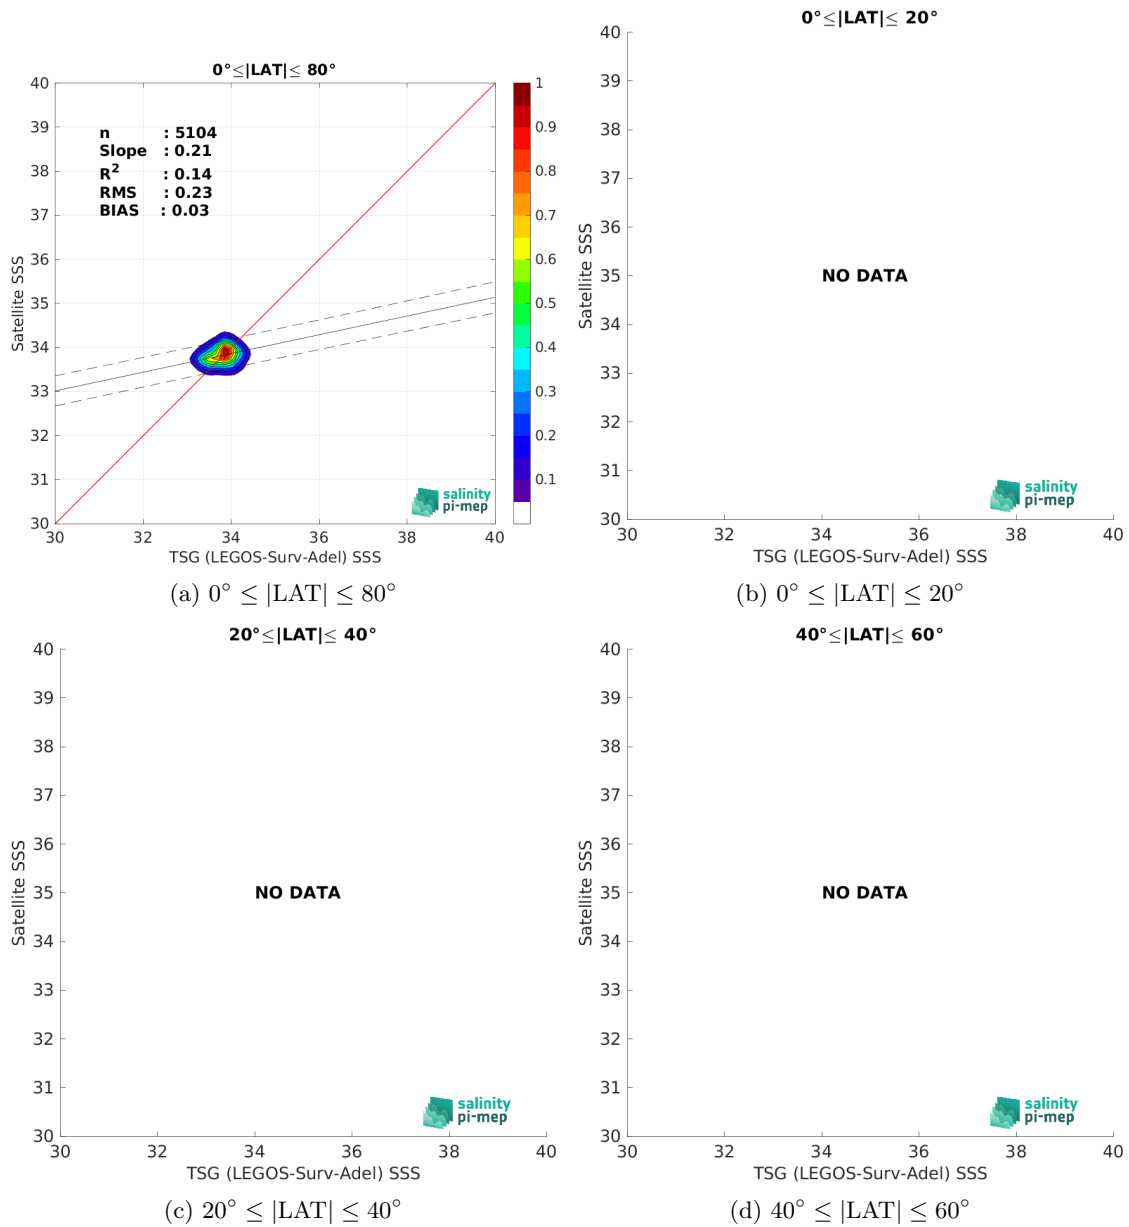 0°≤|LAT|≤ 80°
40
39
38
37
36
35
34
33
32
31
30
n : 5104
Slope : 0.21
R² : 0.14
RMS : 0.23
BIAS : 0.03
Satellite SSS
30 32 34 36 38 40
TSG (LEGOS-Surv-Adel) SSS
1
0.9
0.8
0.7
0.6
0.5
0.4
0.3
0.2
0.1
salinity
pi-mep
(a) 0° ≤ |LAT| ≤ 80°
0°≤|LAT|≤ 20°
40
39
38
37
36
35
34
33
32
31
30
Satellite SSS
NO DATA
salinity
pi-mep
30 32 34 36 38 40
TSG (LEGOS-Surv-Adel) SSS
(b) 0° ≤ |LAT| ≤ 20°
20°≤|LAT|≤ 40°
40
39
38
37
36
35
34
33
32
31
30
Satellite SSS
NO DATA
salinity
pi-mep
30 32 34 36 38 40
TSG (LEGOS-Surv-Adel) SSS
(c) 20° ≤ |LAT| ≤ 40°
40°≤|LAT|≤ 60°
40
39
38
37
36
35
34
33
32
31
30
Satellite SSS
NO DATA
salinity
pi-mep
30 32 34 36 38 40
TSG (LEGOS-Surv-Adel) SSS
(d) 40° ≤ |LAT| ≤ 60°